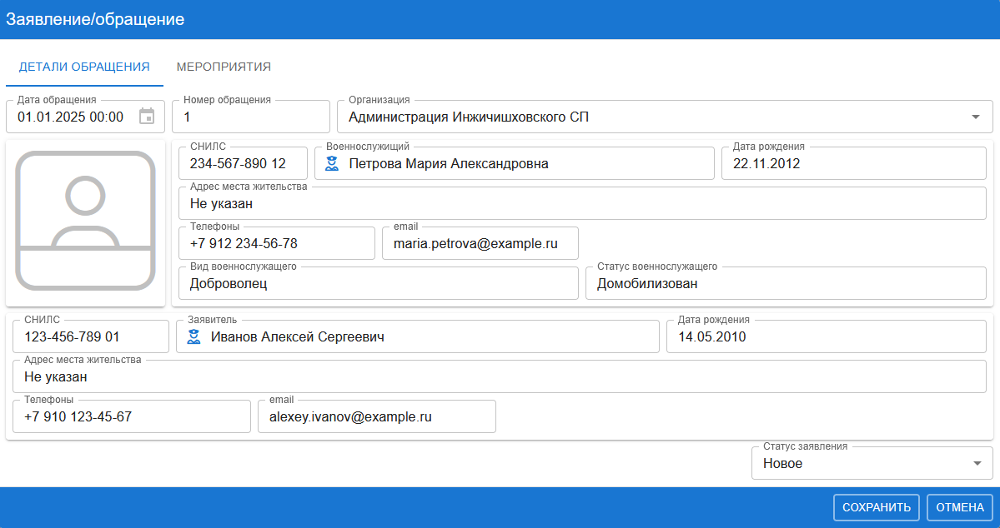 Заявление/обращение
ДЕТАЛИ ОБРАЩЕНИЯ МЕРОПРИЯТИЯ
Дата обращения Номер обращения Организация
01.01.2025 00:00 1 Администрация Инжичишховского СП
СНИЛС Военнослужищий Дата рождения
234-567-890 12 Петрова Мария Александровна 22.11.2012
Адрес места жительства
Не указан
Телефоны email
+7 912 234-56-78 maria.petrova@example.ru
Вид военнослужащего Статус военнослужащего
Доброволец Домобилизован
СНИЛС Заявитель Дата рождения
123-456-789 01 Иванов Алексей Сергеевич 14.05.2010
Адрес места жительства
Не указан
Телефоны email
+7 910 123-45-67 alexey.ivanov@example.ru
Статус заявления
Новое
СОХРАНИТЬ ОТМЕНА